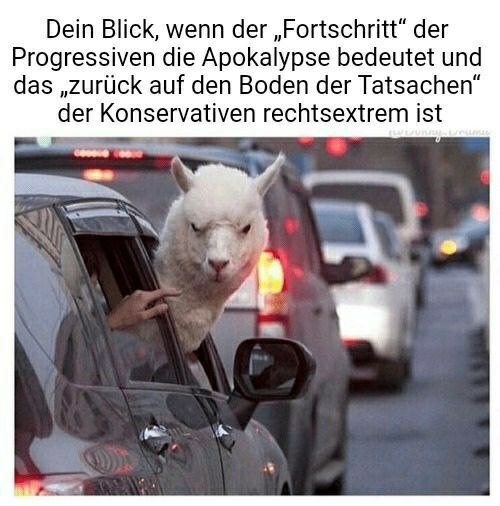 Dein Blick, wenn der „Fortschritt“ der
Progressiven die Apokalypse bedeutet und
das „zurück auf den Boden der Tatsachen“
der Konservativen rechtsextrem ist